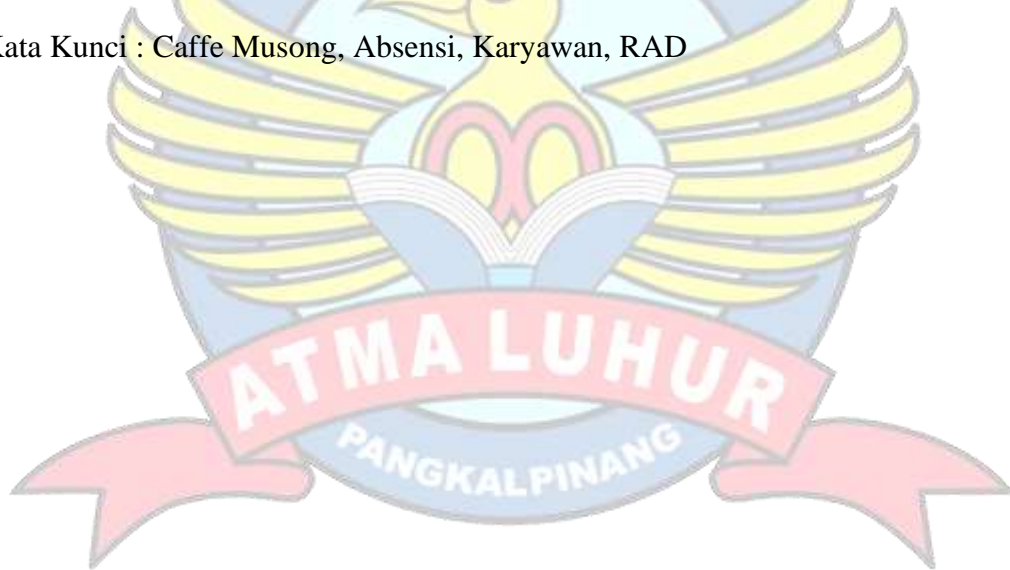 Kata Kunci : Caffe Musong, Absensi, Karyawan, RAD
ATMA LUHUR
PANGKALPINANG